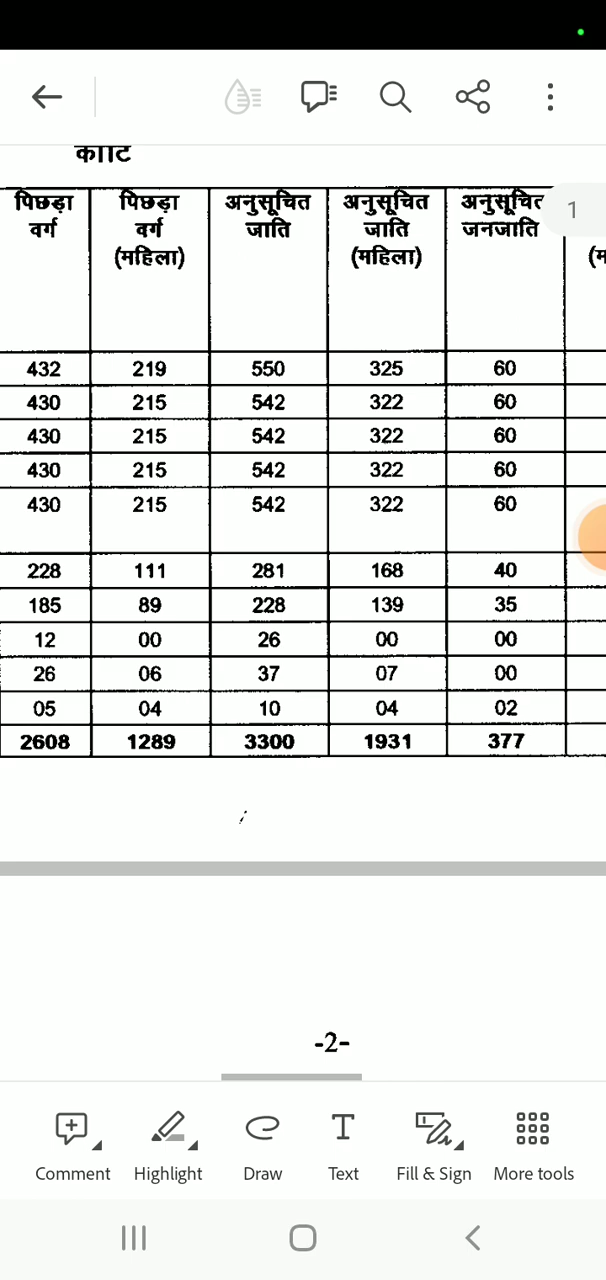 कोटि
पिछड़ा वर्ग | पिछड़ा वर्ग (महिला) | अनुसूचित जाति | अनुसूचित जाति (महिला) | अनुसूचित जनजाति
1
432 219 550 325 60
430 215 542 322 60
430 215 542 322 60
430 215 542 322 60
430 215 542 322 60
228 111 281 168 40
185 89 228 139 35
12 00 26 00 00
26 06 37 07 00
05 04 10 04 02
2608 1289 3300 1931 377
-2-
Comment Highlight Draw Text Fill & Sign More tools